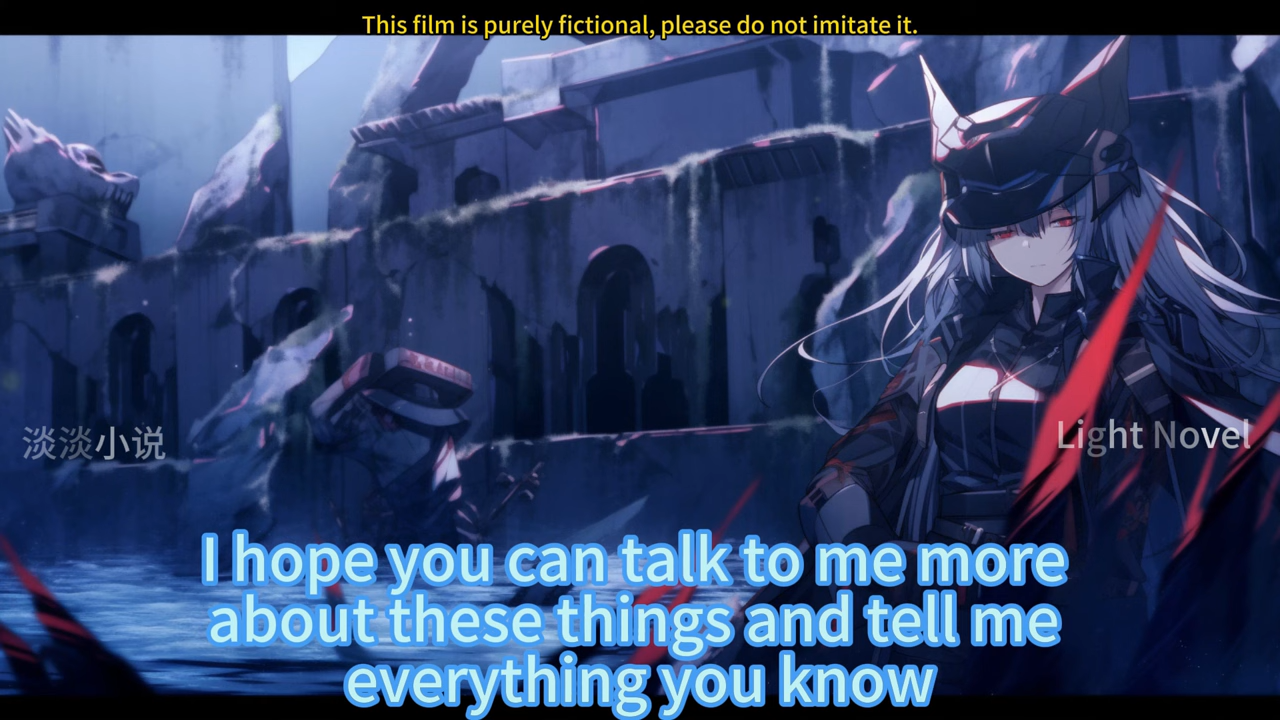 This film is purely fictional, please do not imitate it.
淡淡小说
Light Novel
I hope you can talk to me more
about these things and tell me
everything you know